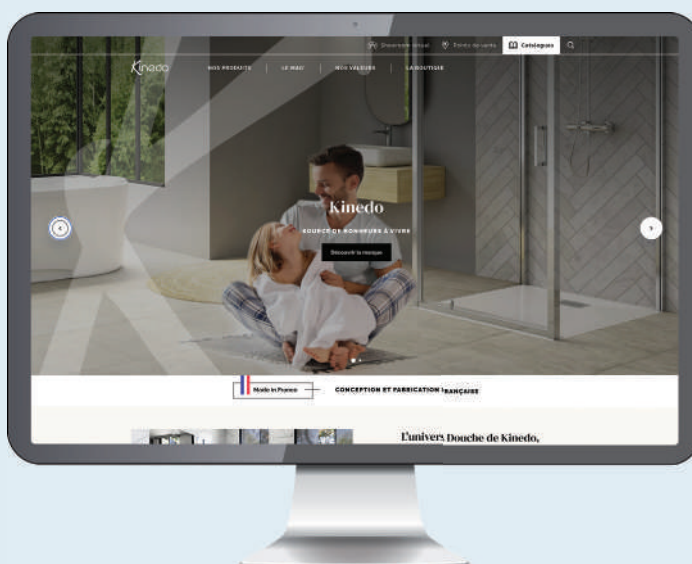 Showroom virtuel Points de vente Catalogues
Kinedo NOS PRODUITS LE MAG' NOS VALEURS LA BOUTIQUE
Kinedo
SOURCE DE BONHEURS À VIVRE
Découvrir la marque
Made in France CONCEPTION ET FABRICATION FRANÇAISE
L'univers Douche de Kinedo,